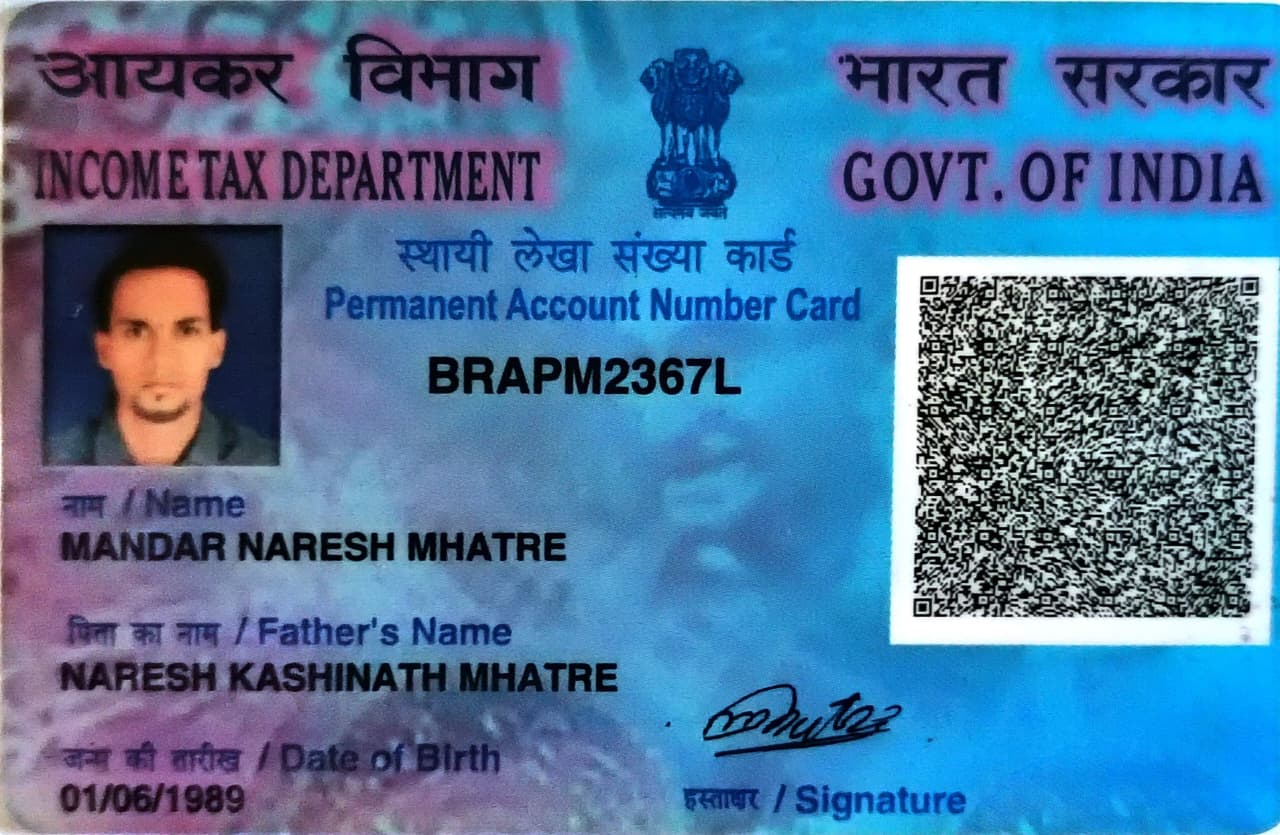 आयकर विभाग
INCOME TAX DEPARTMENT
सत्यमेव जयते
भारत सरकार
GOVT. OF INDIA
स्थायी लेखा संख्या कार्ड
Permanent Account Number Card
BRAPM2367L
नाम / Name
MANDAR NARESH MHATRE
पिता का नाम / Father's Name
NARESH KASHINATH MHATRE
जन्म की तारीख / Date of Birth
01/06/1989
हस्ताक्षर / Signature